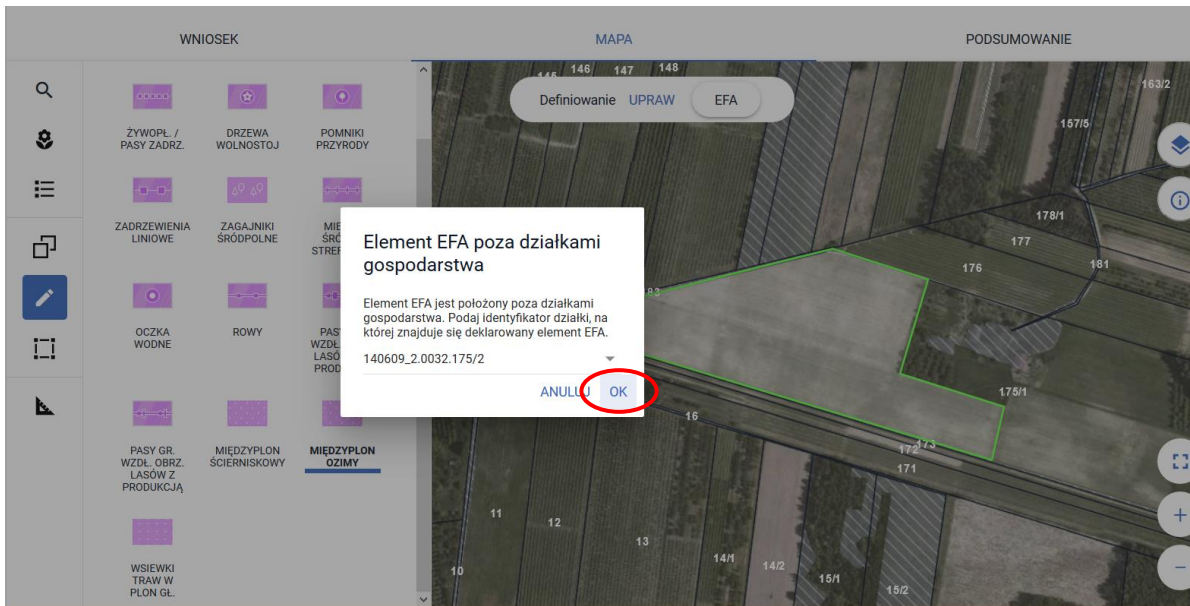 WNIOSEK
MAPA
PODSUMOWANIE
Definiowanie UPRAW EFA
ŻYWOPŁ. /
PASY ZADRZ.
DRZEWA
WOLNOSTOJ
POMNIKI
PRZYRODY
ZADRZEWIENIA
LINIOWE
ZAGAJNIKI
ŚRÓDPOLNE
OCZKA
WODNE
ROWY
PASY GR.
WZDŁ. OBRZ.
LASÓW Z
PRODUKCJĄ
MIĘDZYPLON
ŚCIERNISKOWY
MIĘDZYPLON
OZIMY
WSIEWKI
TRAW W
PLON GŁ.
Element EFA poza działkami
gospodarstwa
Element EFA jest położony poza działkami
gospodarstwa. Podaj identyfikator działki, na
której znajduje się deklarowany element EFA.
140609_2.0032.175/2
ANULUJ OK
146
147
148
163/2
157/5
178/1
177
176
181
175/1
16
172
173
171
11
12
13
10
14/1
14/2
15/1
15/2